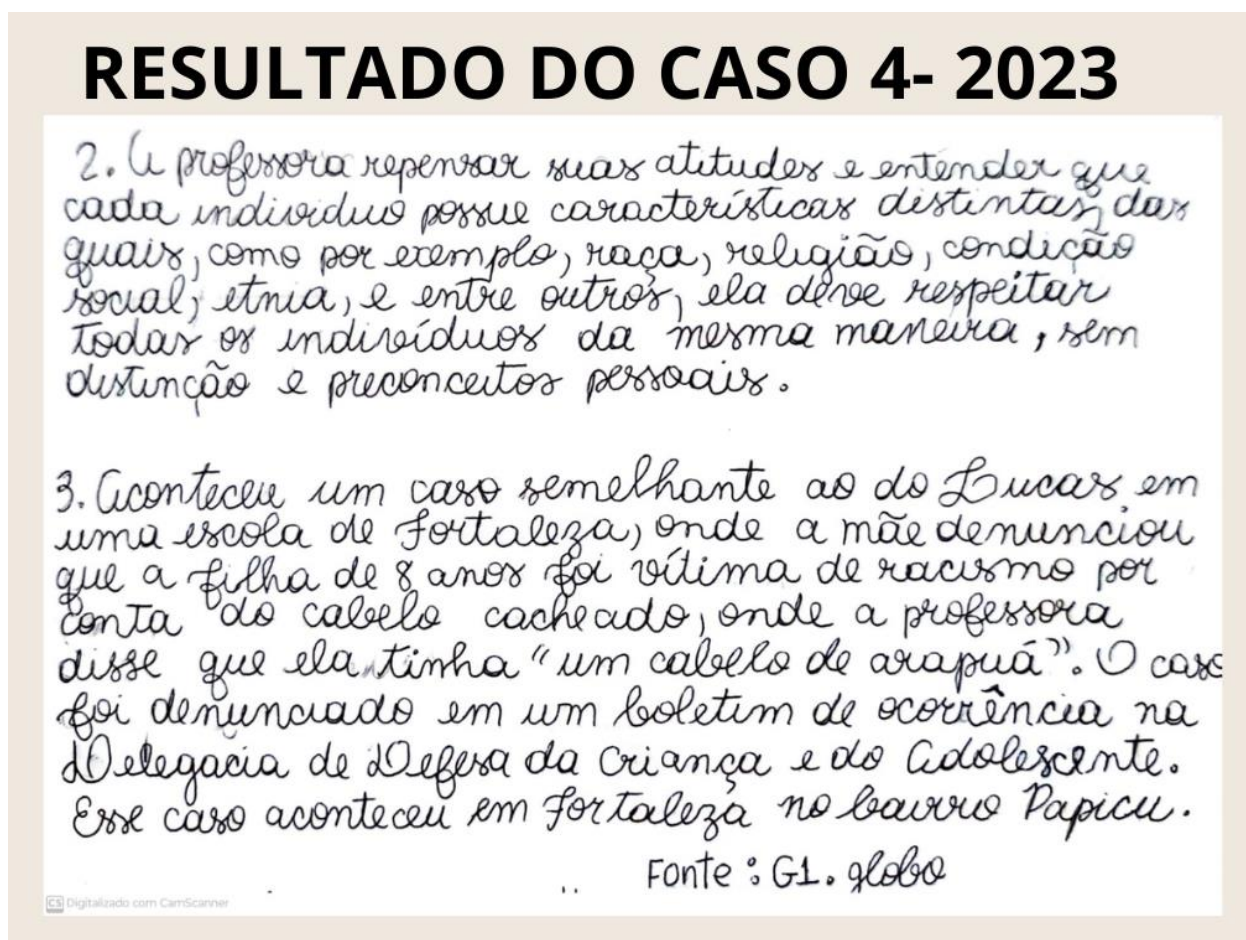 RESULTADO DO CASO 4- 2023
2. A professora repensar suas atitudes e entender que
cada individuo possue características distintas, das
quais, como por exemplo, raça, religião, condição
social, etnia, e entre outros, ela deve respeitar
todas os indivíduos da mesma maneira, sem
distinção e preconceitos pessoais.
3. Aconteceu um caso semelhante ao do Lucas em
uma escola de Fortaleza, onde a mãe denunciou
que a filha de 8 anos foi vítima de racismo por
conta do cabelo cacheado, onde a professora
disse que ela tinha "um cabelo de arapuá". O caso
foi denunciado em um boletim de ocorrência na
Delegacia de Defesa da Criança e do Adolescente.
Esse caso aconteceu em Fortaleza no bairro Papicu.
Fonte: G1. globo
CS Digitalizado com CamScanner